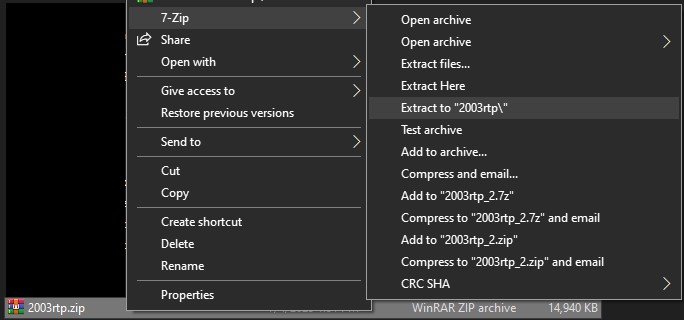 7-Zip
Share
Open with
Give access to
Restore previous versions
Send to
Cut
Copy
Create shortcut
Delete
Rename
Properties
Open archive
Open archive
Extract files...
Extract Here
Extract to "2003rtp\"
Test archive
Add to archive...
Compress and email...
Add to "2003rtp_2.7z"
Compress to "2003rtp_2.7z" and email
Add to "2003rtp_2.zip"
Compress to "2003rtp_2.zip" and email
CRC SHA
2003rtp.zip WinRAR ZIP archive 14,940 KB